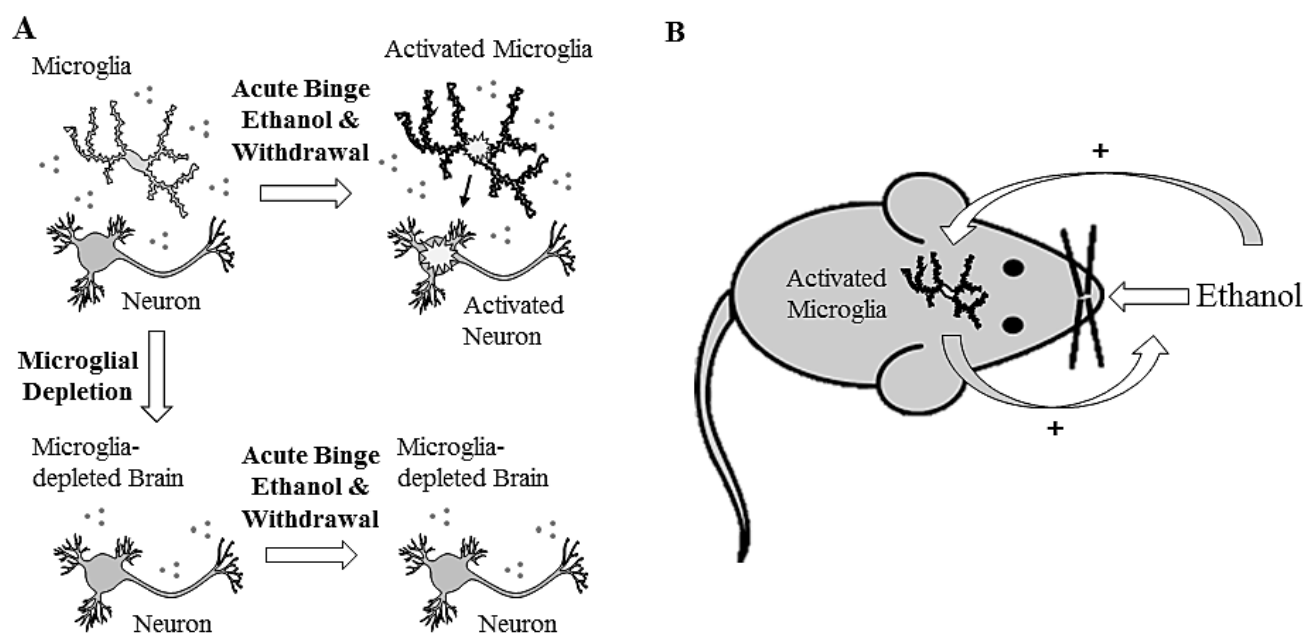 A
Microglia
Acute Binge
Ethanol &
Withdrawal
Activated Microglia
Neuron
Activated
Neuron
Microglial
Depletion
Microglia-
depleted Brain
Acute Binge
Ethanol &
Withdrawal
Microglia-
depleted Brain
Neuron
Neuron
B
+
Activated
Microglia
Ethanol
+